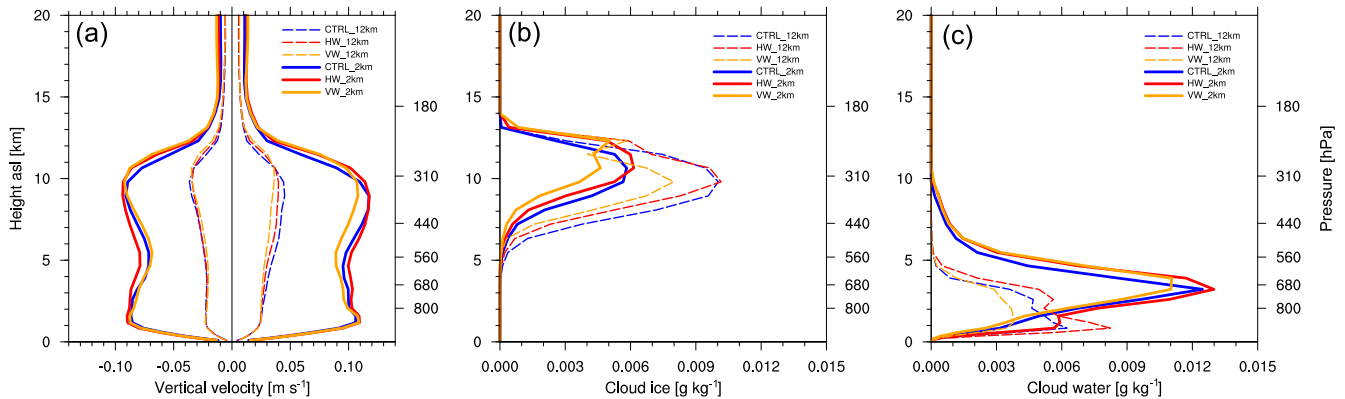 (a)
CTRL_12km
HW_12km
VW_12km
CTRL_2km
HW_2km
VW_2km
20
15
10
5
0
Height asl [km]
180
310
440
560
680
800
-0.10 -0.05 0.00 0.05 0.10
Vertical velocity [m s⁻¹]
(b)
CTRL_12km
HW_12km
VW_12km
CTRL_2km
HW_2km
VW_2km
20
15
10
5
0
180
310
440
560
680
800
0.000 0.003 0.006 0.009 0.012 0.015
Cloud ice [g kg⁻¹]
(c)
CTRL_12km
HW_12km
VW_12km
CTRL_2km
HW_2km
VW_2km
20
15
10
5
0
180
310
440
560
680
800
Pressure [hPa]
0.000 0.003 0.006 0.009 0.012 0.015
Cloud water [g kg⁻¹]